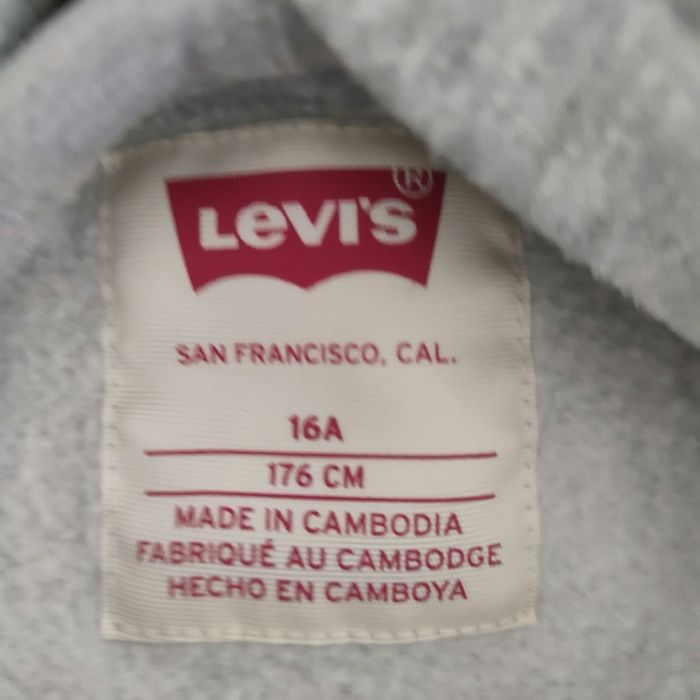 LEVI'S®
SAN FRANCISCO, CAL.
16A
176 CM
MADE IN CAMBODIA
FABRIQUÉ AU CAMBODGE
HECHO EN CAMBOYA